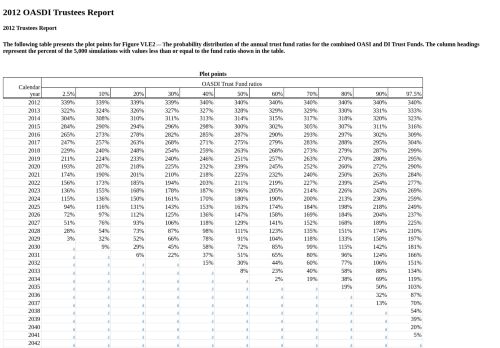 2012 OASDI Trustees Report
2012 Trustees Report
The following table presents the plot points for Figure VLE2.-- The probability distribution of the annual trust fund ratios for the combined OASI and DI Trust Funds. The column headings
represent the percent of the 5,000 simulations with values less than or equal to the fund ratio shown in the table.
Plot points
Calendar year OASDI Trust Fund ratios
2.5% 10% 20% 30% 40% 50% 60% 70% 80% 90% 97.5%
2012 339% 339% 339% 339% 340% 340% 340% 340% 340% 340% 340%
2013 322% 324% 326% 327% 327% 328% 329% 329% 330% 331% 333%
2014 304% 308% 310% 311% 313% 314% 315% 317% 318% 320% 323%
2015 284% 290% 294% 296% 298% 300% 302% 305% 307% 311% 316%
2016 265% 273% 278% 282% 285% 287% 290% 293% 297% 302% 309%
2017 247% 257% 263% 268% 271% 275% 279% 283% 288% 295% 304%
2018 229% 240% 248% 254% 259% 263% 268% 273% 279% 287% 299%
2019 211% 224% 233% 240% 246% 251% 257% 263% 270% 280% 295%
2020 193% 207% 218% 225% 232% 239% 245% 252% 260% 272% 290%
2021 174% 190% 201% 210% 218% 225% 232% 240% 250% 263% 284%
2022 156% 173% 185% 194% 203% 211% 219% 227% 239% 254% 277%
2023 136% 155% 168% 178% 187% 196% 205% 214% 226% 243% 269%
2024 115% 136% 150% 161% 170% 180% 190% 200% 213% 230% 259%
2025 94% 116% 131% 143% 153% 163% 174% 184% 198% 218% 249%
2026 72% 97% 112% 125% 136% 147% 158% 169% 184% 204% 237%
2027 51% 76% 93% 106% 118% 129% 141% 152% 168% 189% 225%
2028 28% 54% 73% 87% 98% 111% 123% 135% 151% 174% 210%
2029 3% 32% 52% 66% 78% 91% 104% 118% 133% 158% 197%
2030 9% 29% 45% 58% 72% 85% 99% 115% 142% 181%
2031 6% 22% 37% 51% 65% 80% 96% 124% 166%
2032 15% 30% 44% 60% 77% 106% 151%
2033 8% 23% 40% 58% 88% 134%
2034 2% 19% 38% 69% 119%
2035 19% 50% 103%
2036 32% 87%
2037 13% 70%
2038 54%
2039 39%
2040 20%
2041 5%
2042